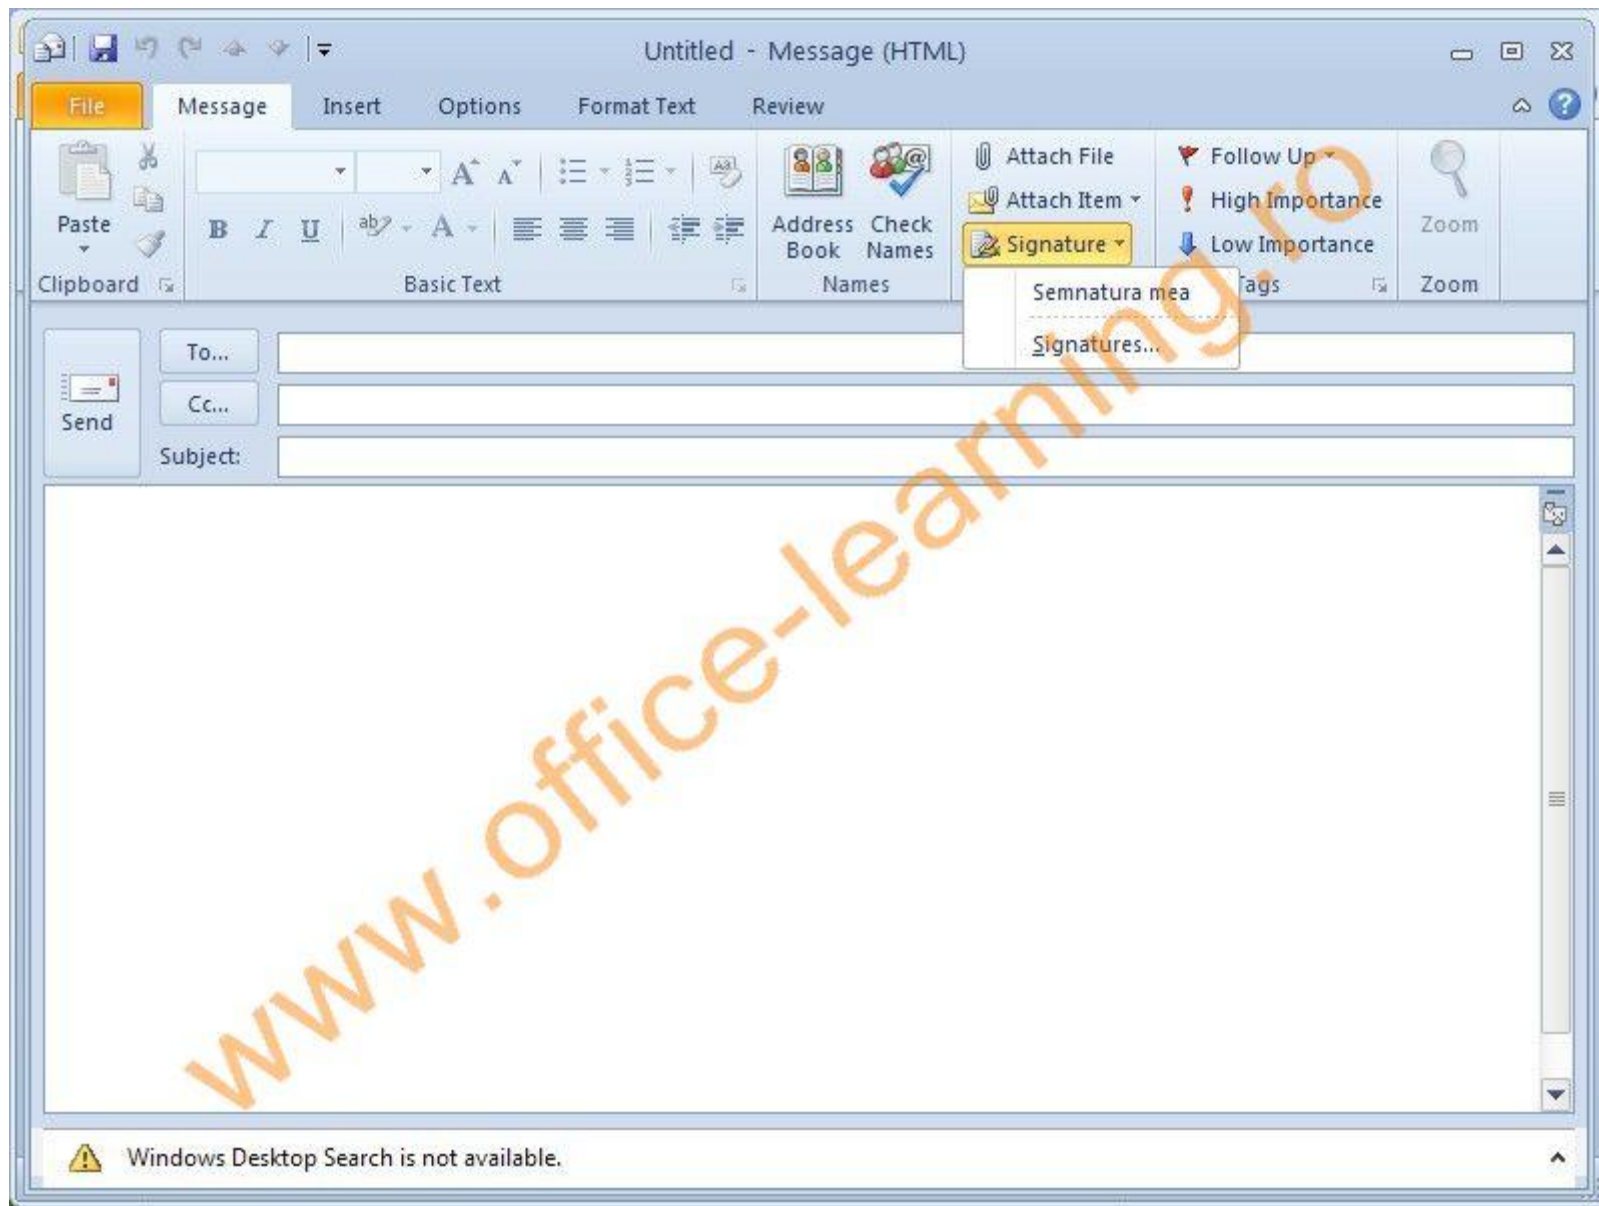 Untitled - Message (HTML)
File Message Insert Options Format Text Review
Paste
Clipboard
B I U
Basic Text
Address Book
Check Names
Names
Attach File
Attach Item
Signature
Follow Up
High Importance
Low Importance
Tags
Zoom
Zoom
Semnatura mea
Signatures...
Send
To...
Cc...
Subject:
www.office-learning.ro
Windows Desktop Search is not available.